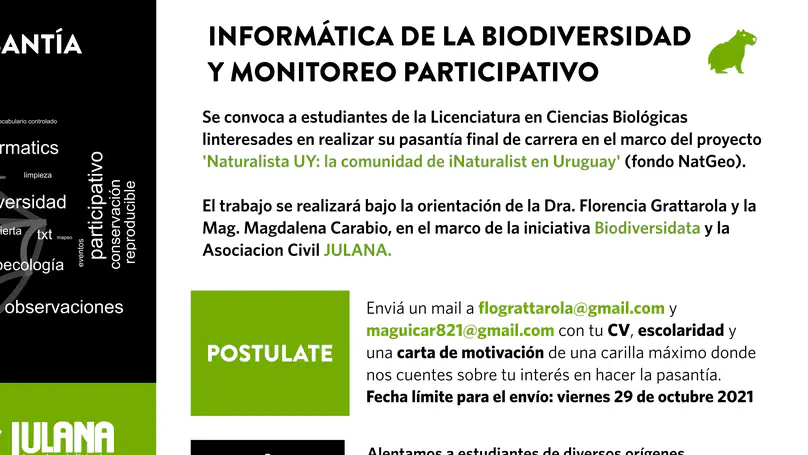 SANTÍA
INFORMÁTICA DE LA BIODIVERSIDAD
Y MONITOREO PARTICIPATIVO
Se convoca a estudiantes de la Licenciatura en Ciencias Biológicas
linteresades en realizar su pasantía final de carrera en el marco del proyecto
'Naturalista UY: la comunidad de iNaturalist en Uruguay' (fondo NatGeo).
El trabajo se realizará bajo la orientación de la Dra. Florencia Grattarola y la
Mag. Magdalena Carabio, en el marco de la iniciativa Biodiversidata y la
Asociacion Civil JULANA.
vocabulario controlado
rmatics
limpieza
versidad
ierta
txt
mapeo
oecología
eventos
participativo
conservación
reproducible
observaciones
POSTULATE
Enviá un mail a flograttarola@gmail.com y
maguicar821@gmail.com con tu CV, escolaridad y
una carta de motivación de una carilla máximo donde
nos cuentes sobre tu interés en hacer la pasantía.
Fecha límite para el envío: viernes 29 de octubre 2021
JULANA
Alentamos a estudiantes de diversos orígenes